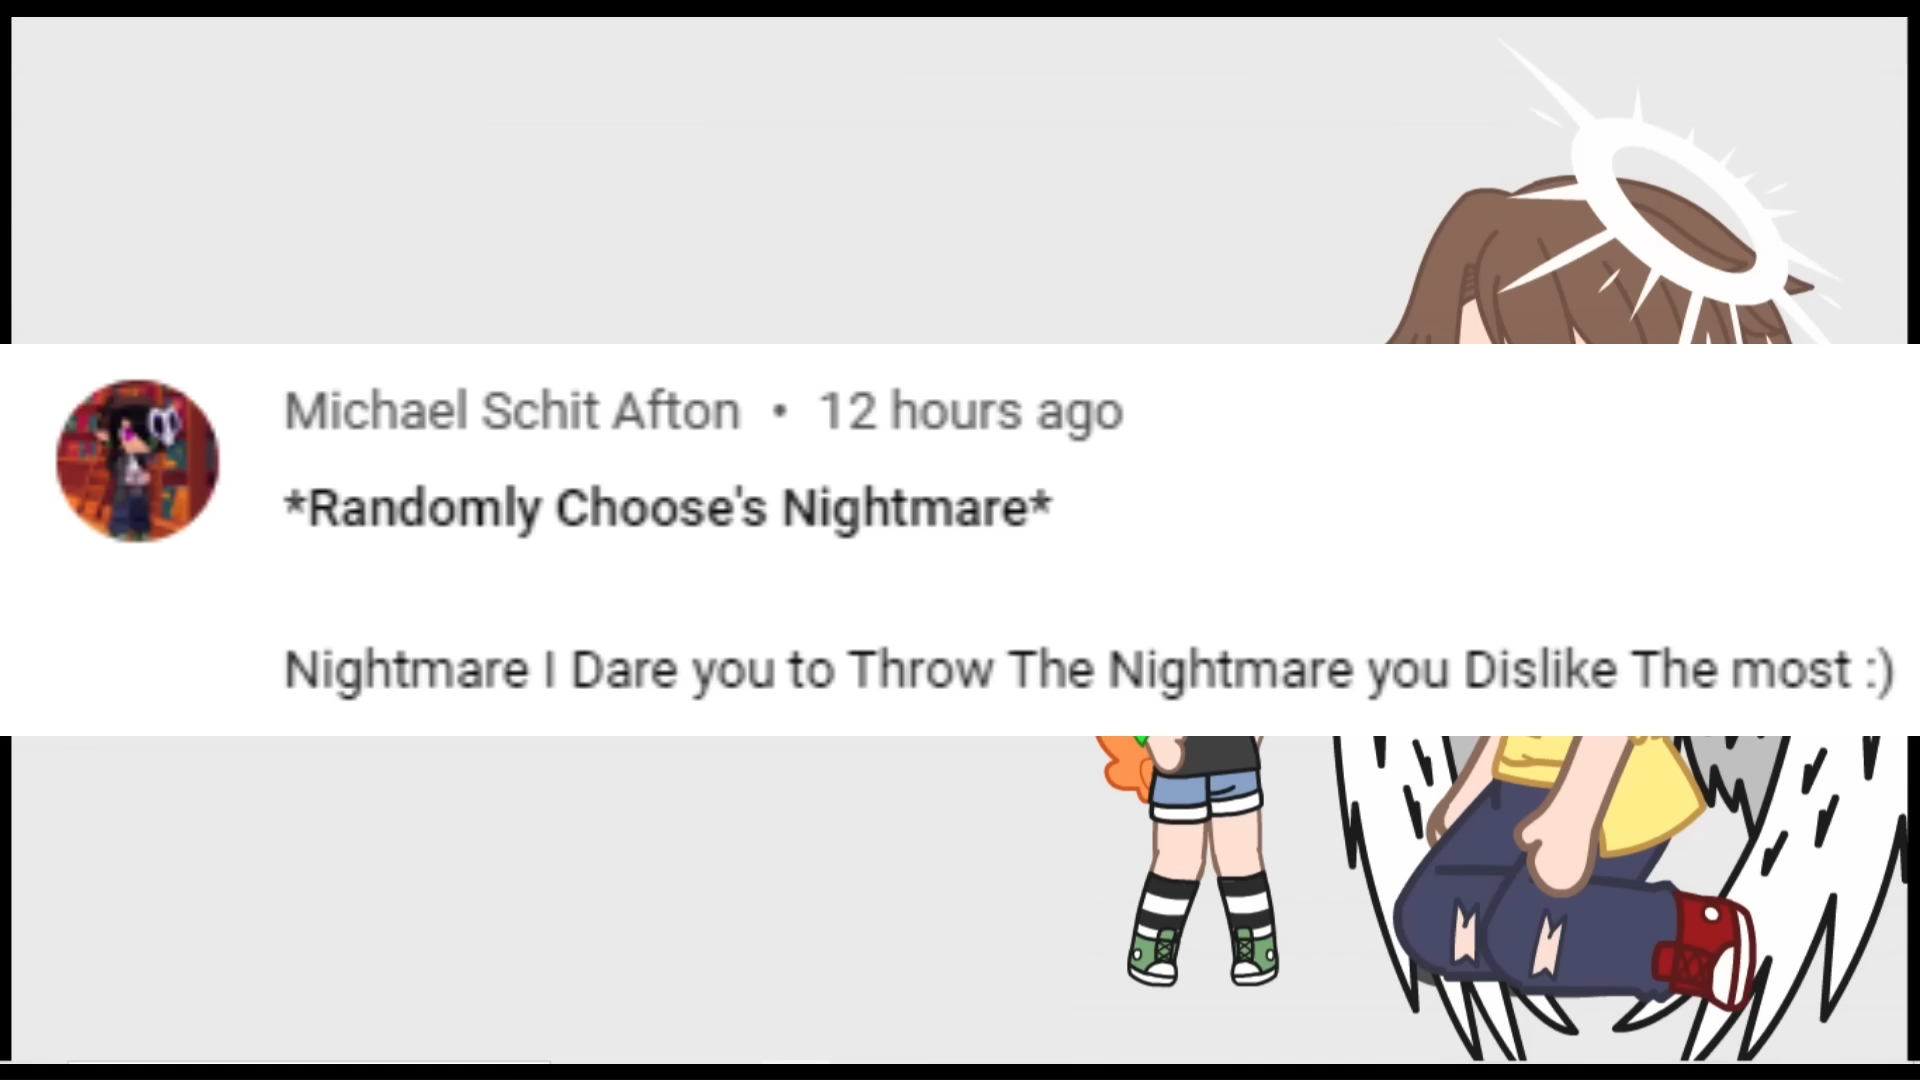 Michael Schit Afton • 12 hours ago
*Randomly Choose's Nightmare*
Nightmare I Dare you to Throw The Nightmare you Dislike The most :)